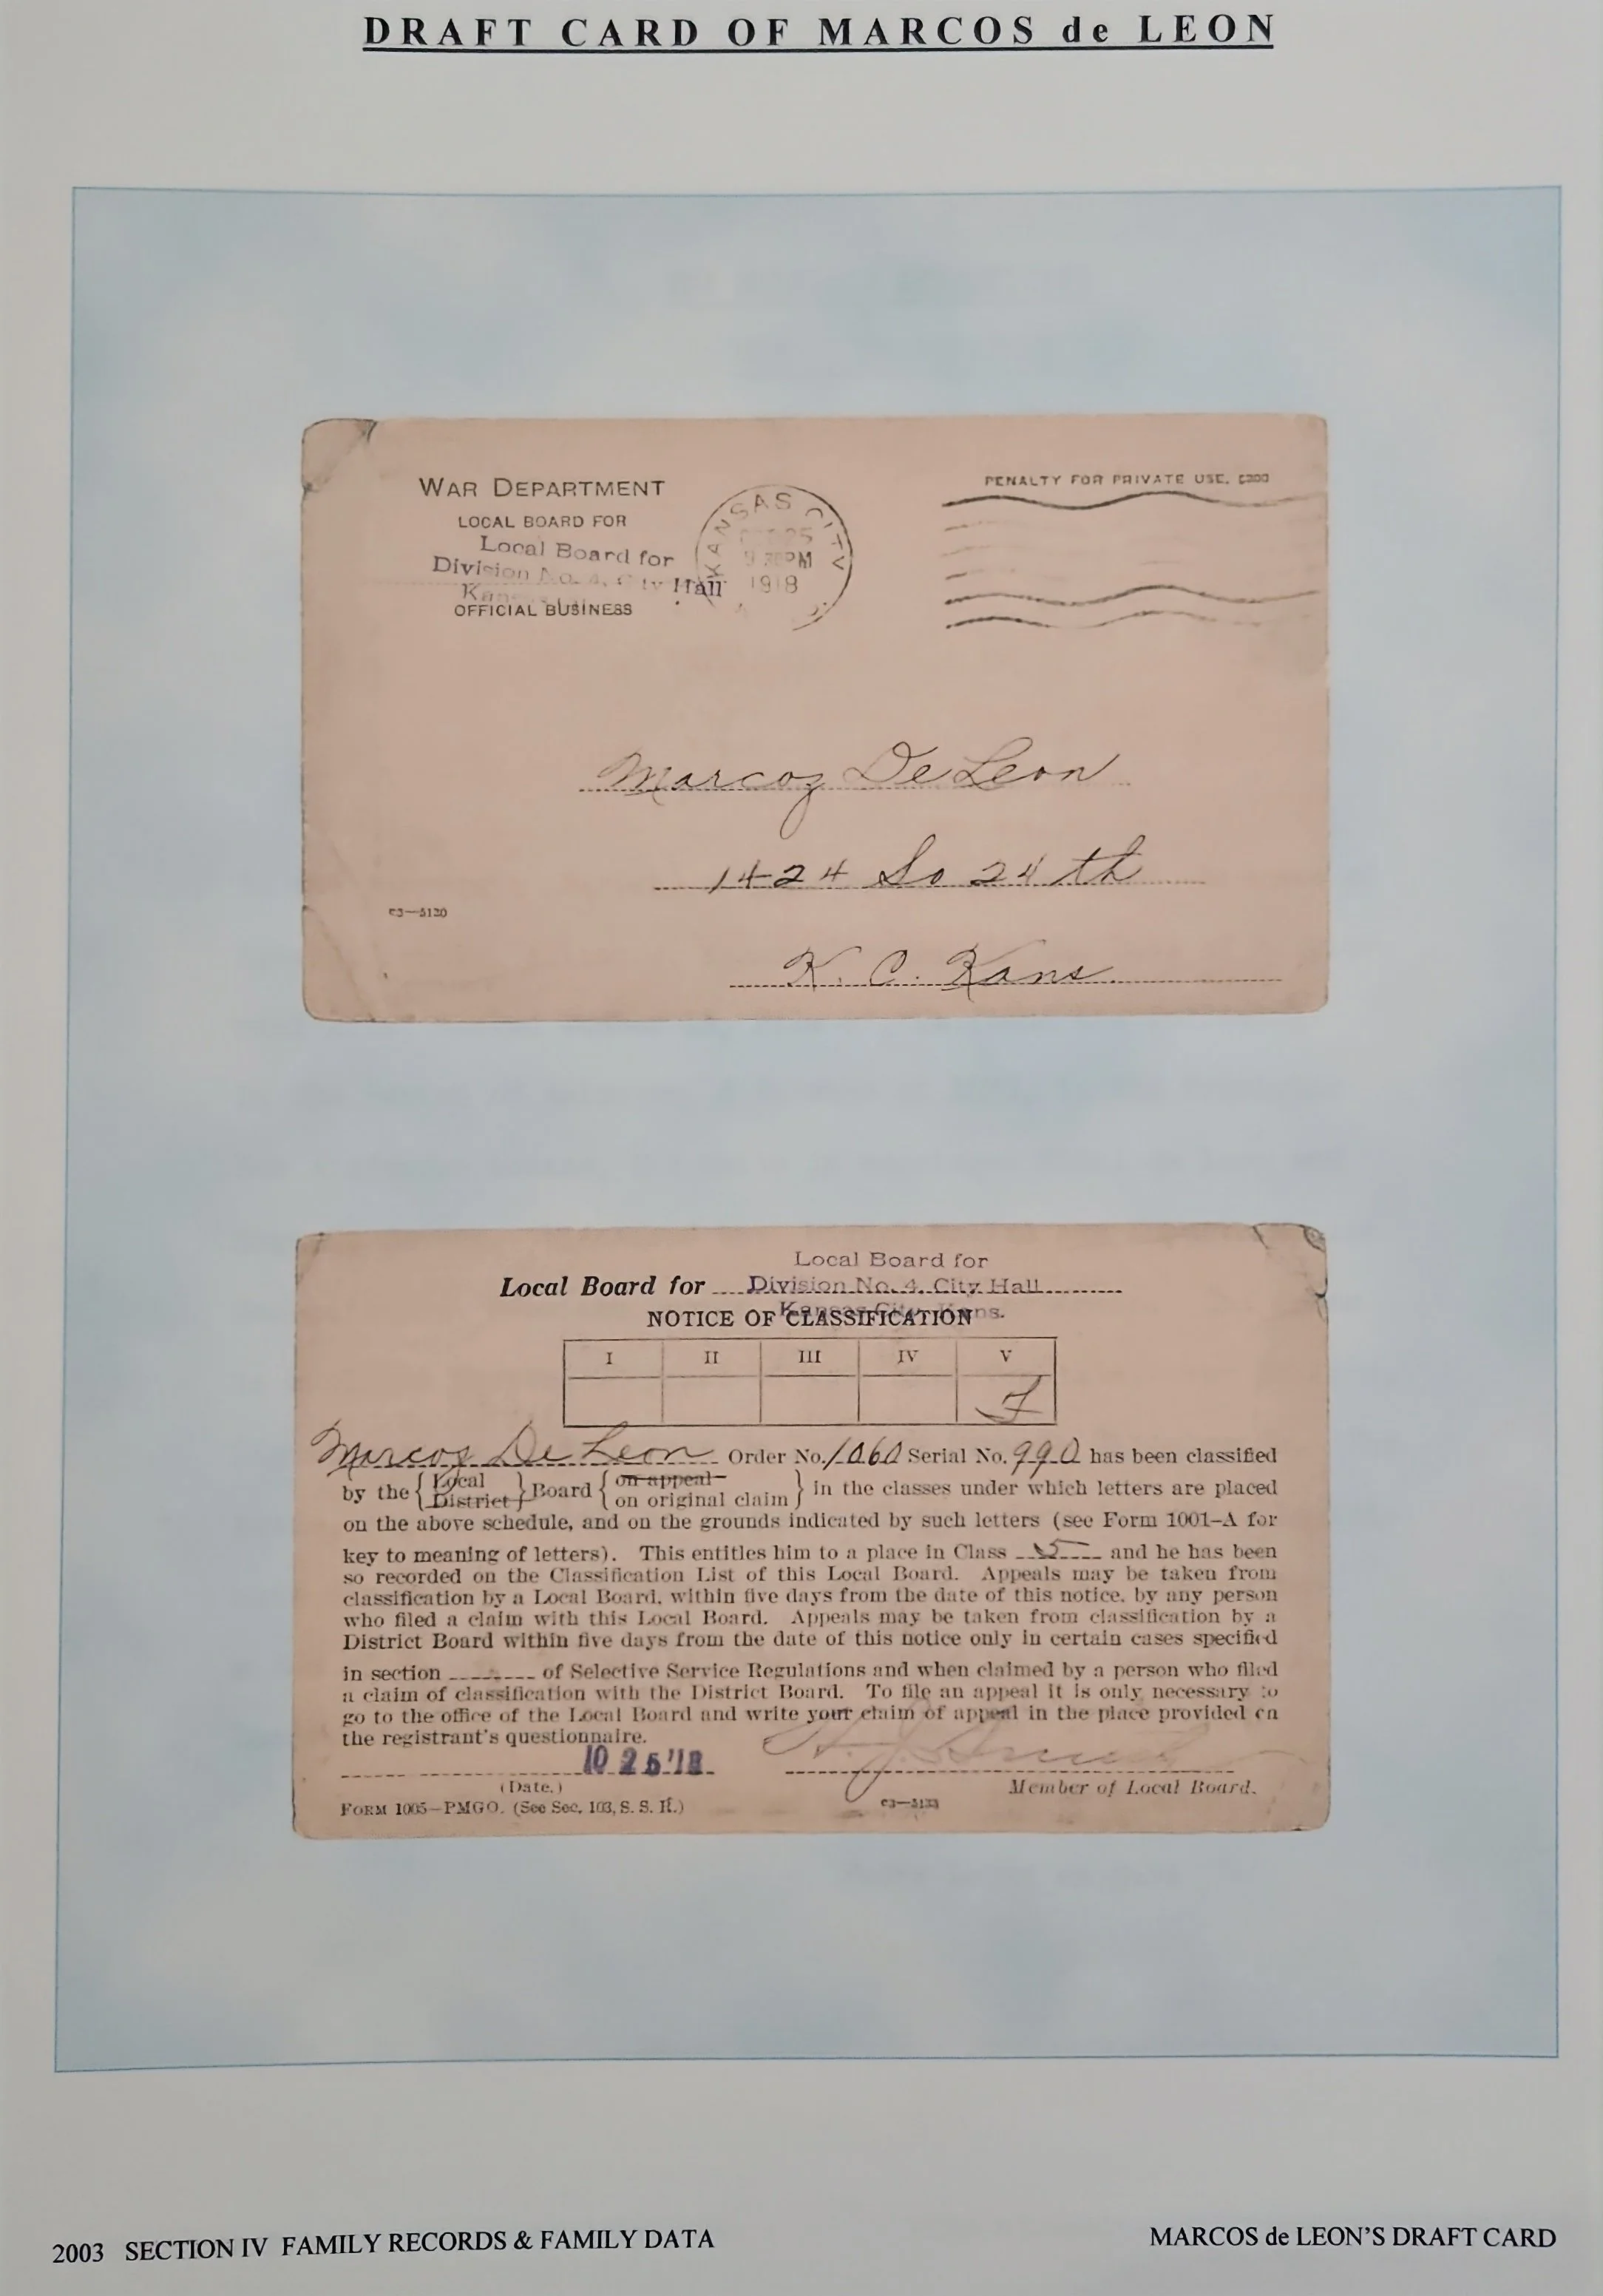 DRAFT CARD OF MARCOS de LEON
WAR DEPARTMENT
LOCAL BOARD FOR
Local Board for
Division No. 4, City Hall
OFFICIAL BUSINESS
KANSAS CITY
25
PM
1918
PENALTY FOR PRIVATE USE, $300
Marcoz De Leon
1424 So 24th
K. C. Kans.
C3—5120
Local Board for
Local Board for Division No. 4, City Hall
Kansas City, Kans.
NOTICE OF CLASSIFICATION
I II III IV V
F
Marcoz De Leon Order No. 1060 Serial No. 990 has been classified
by the { Local District } Board { on appeal on original claim } in the classes under which letters are placed
on the above schedule, and on the grounds indicated by such letters (see Form 1001–A for
key to meaning of letters). This entitles him to a place in Class 5 and he has been
so recorded on the Classification List of this Local Board. Appeals may be taken from
classification by a Local Board, within five days from the date of this notice, by any person
who filed a claim with this Local Board. Appeals may be taken from classification by a
District Board within five days from the date of this notice only in certain cases specified
in section of Selective Service Regulations and when claimed by a person who filed
a claim of classification with the District Board. To file an appeal it is only necessary to
go to the office of the Local Board and write your claim of appeal in the place provided on
the registrant's questionnaire.
10 25 '18
(Date.)
Member of Local Board.
FORM 1005—PMGO. (See Sec. 103, S. S. R.)
C3—5133
2003 SECTION IV FAMILY RECORDS & FAMILY DATA
MARCOS de LEON'S DRAFT CARD